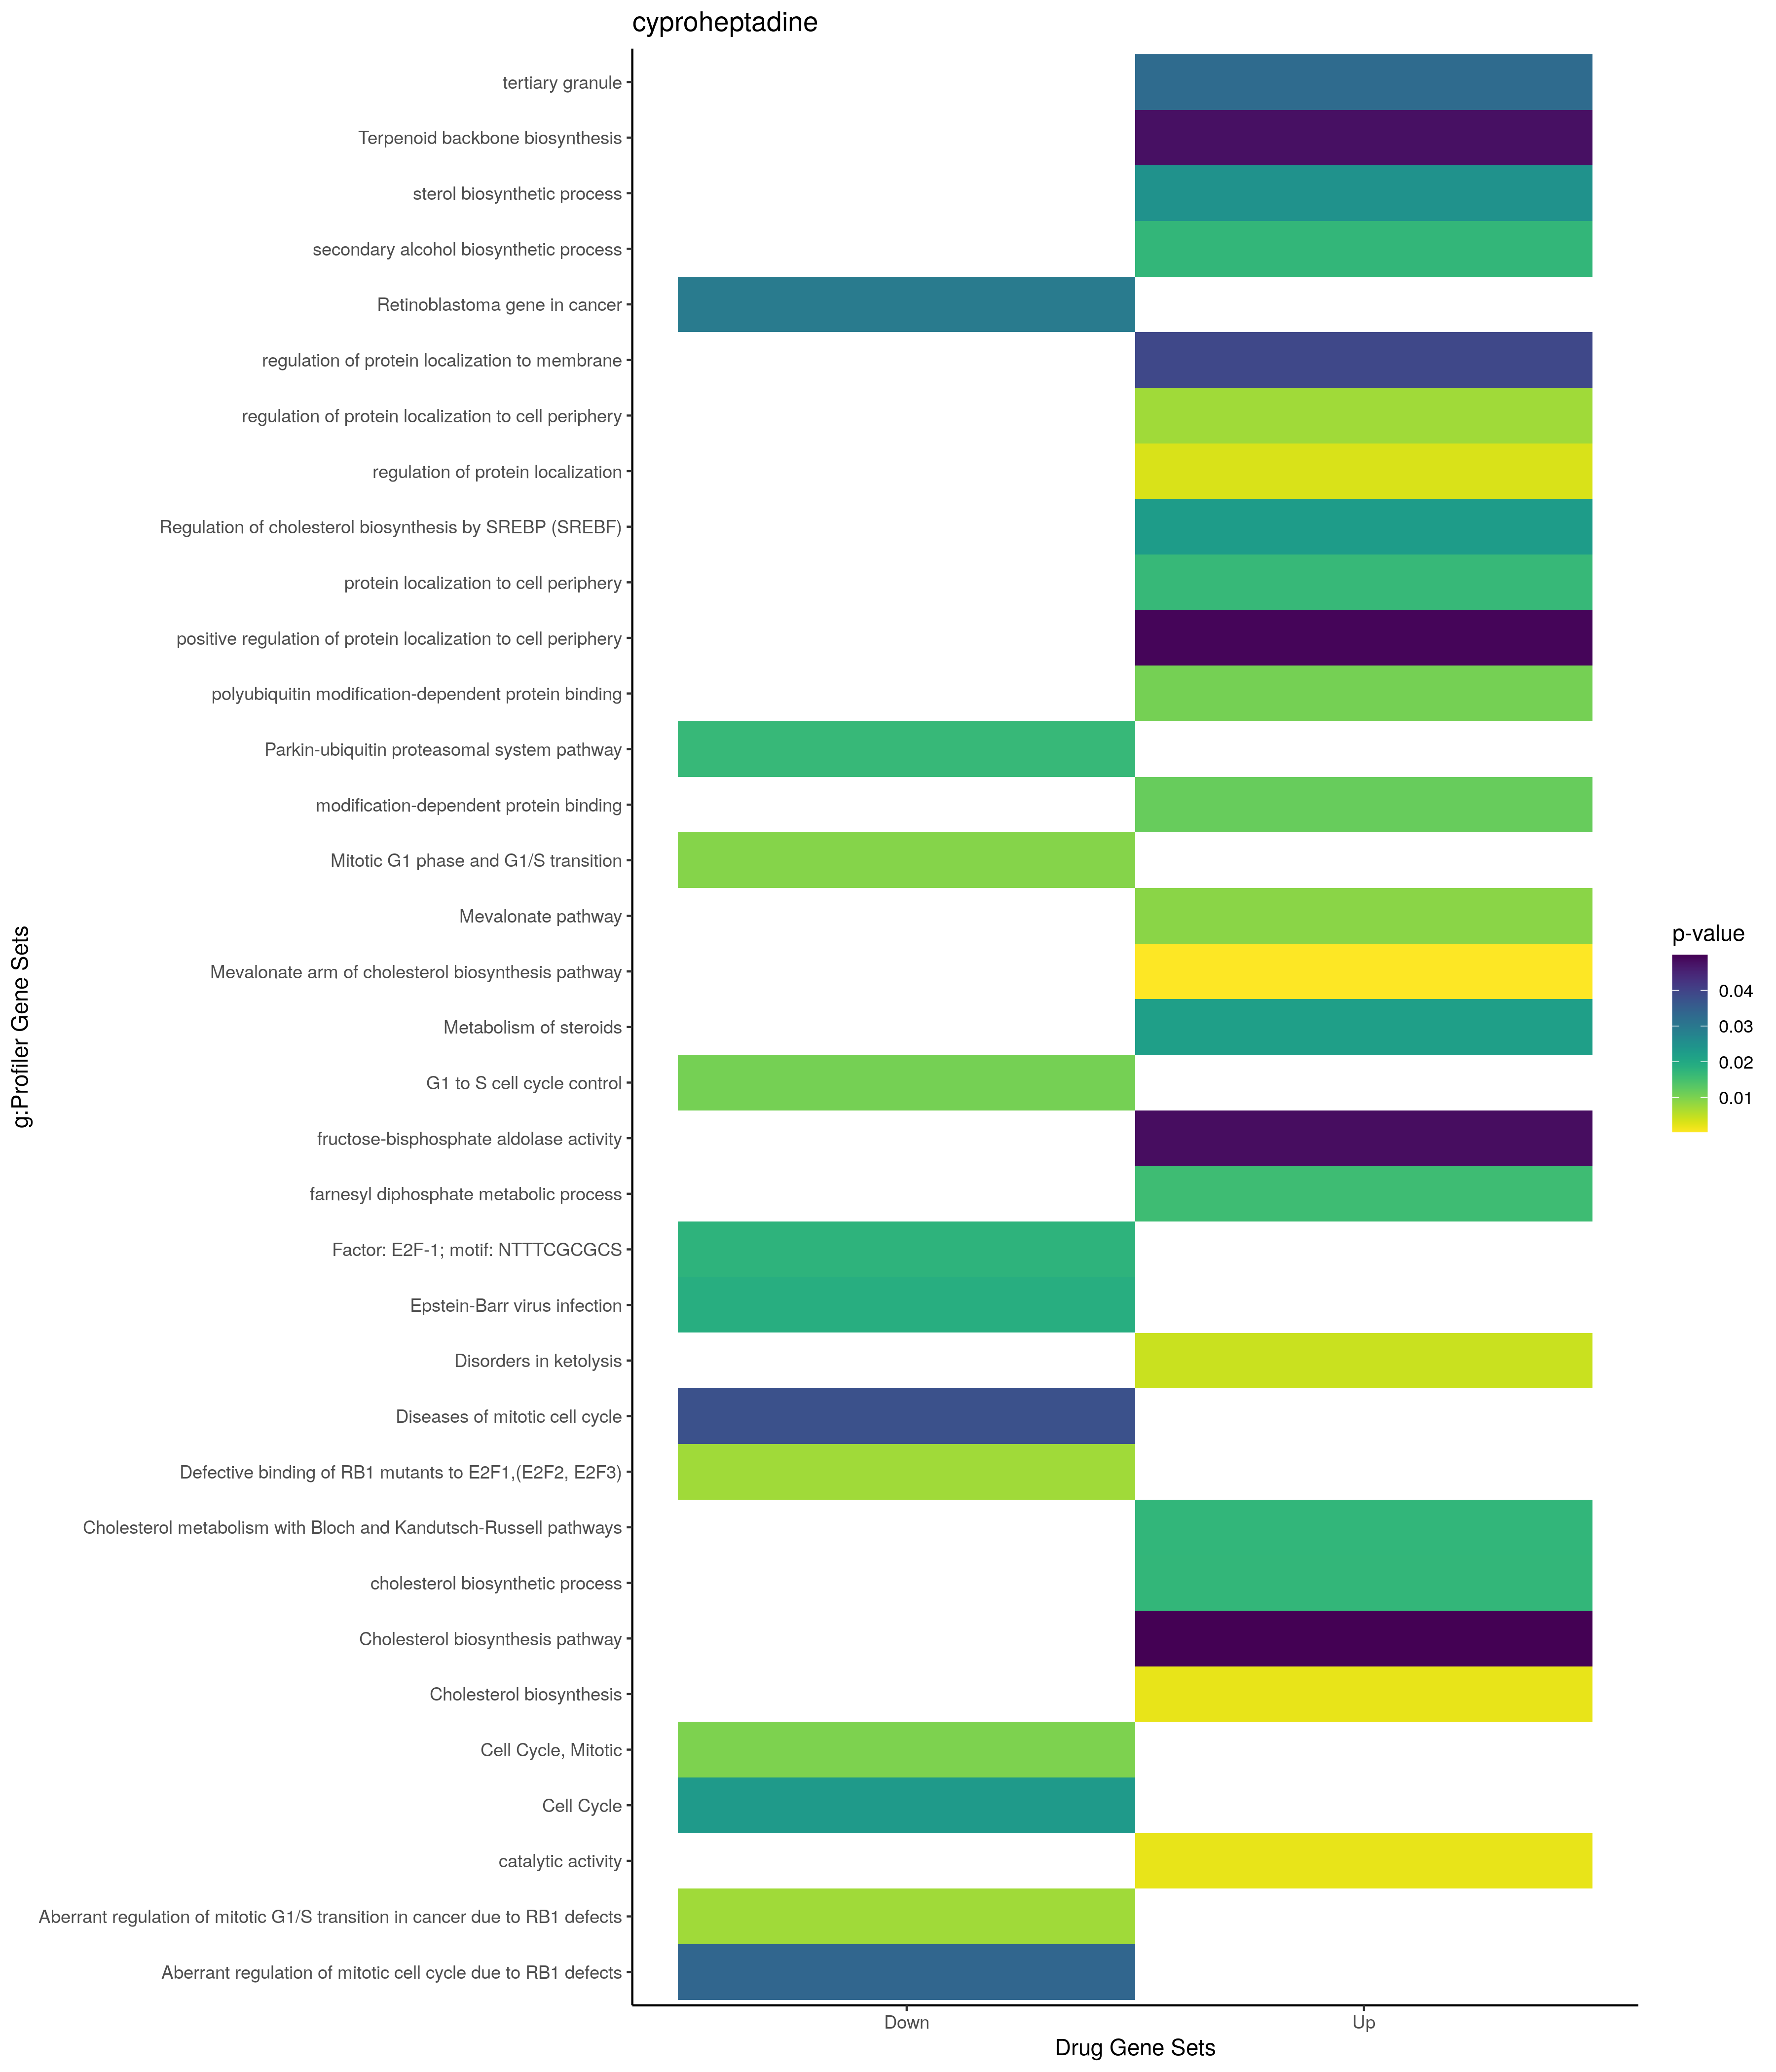 cyproheptadine
tertiary granule
Terpenoid backbone biosynthesis
sterol biosynthetic process
secondary alcohol biosynthetic process
Retinoblastoma gene in cancer
regulation of protein localization to membrane
regulation of protein localization to cell periphery
regulation of protein localization
Regulation of cholesterol biosynthesis by SREBP (SREBF)
protein localization to cell periphery
positive regulation of protein localization to cell periphery
polyubiquitin modification-dependent protein binding
Parkin-ubiquitin proteasomal system pathway
modification-dependent protein binding
Mitotic G1 phase and G1/S transition
Mevalonate pathway
Mevalonate arm of cholesterol biosynthesis pathway
Metabolism of steroids
G1 to S cell cycle control
fructose-bisphosphate aldolase activity
farnesyl diphosphate metabolic process
Factor: E2F-1; motif: NTTTCGCGCS
Epstein-Barr virus infection
Disorders in ketolysis
Diseases of mitotic cell cycle
Defective binding of RB1 mutants to E2F1,(E2F2, E2F3)
Cholesterol metabolism with Bloch and Kandutsch-Russell pathways
cholesterol biosynthetic process
Cholesterol biosynthesis pathway
Cholesterol biosynthesis
Cell Cycle, Mitotic
Cell Cycle
catalytic activity
Aberrant regulation of mitotic G1/S transition in cancer due to RB1 defects
Aberrant regulation of mitotic cell cycle due to RB1 defects
g:Profiler Gene Sets
Down
Up
Drug Gene Sets
p-value
0.04
0.03
0.02
0.01